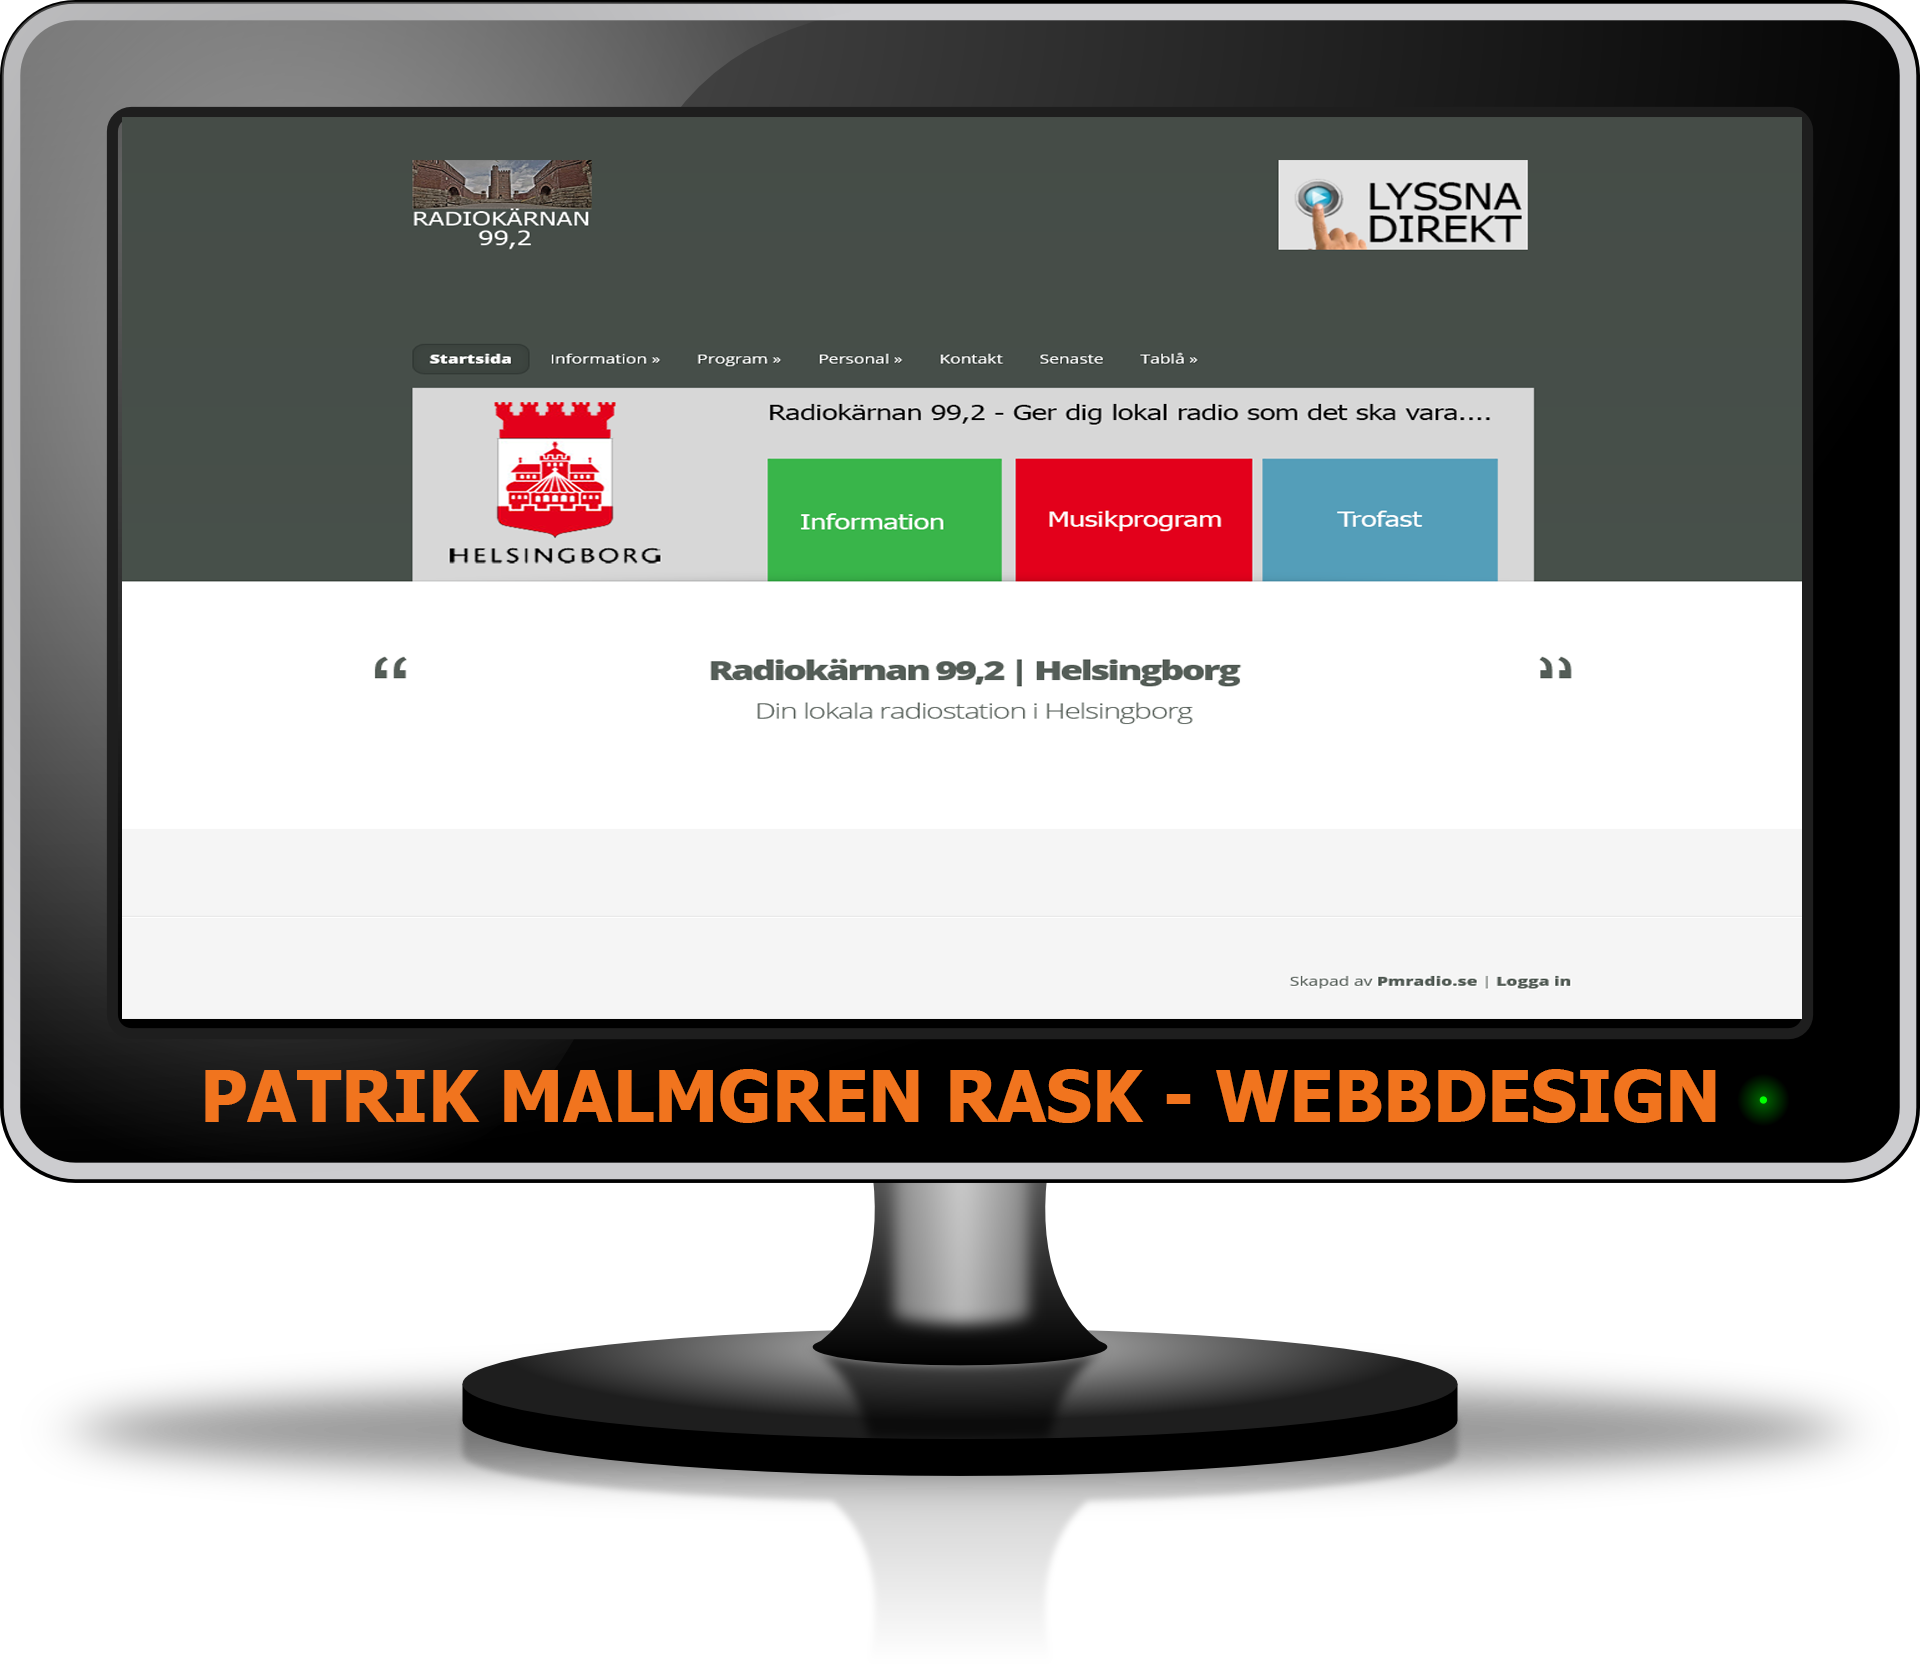 RADIOKÄRNAN
99,2
LYSSNA
DIREKT
Startsida Information » Program » Personal » Kontakt Senaste Tablå »
Radiokärnan 99,2 - Ger dig lokal radio som det ska vara....
HELSINGBORG
Information Musikprogram Trofast
“ Radiokärnan 99,2 | Helsingborg ”
Din lokala radiostation i Helsingborg
Skapad av Pmradio.se | Logga in
PATRIK MALMGREN RASK - WEBBDESIGN